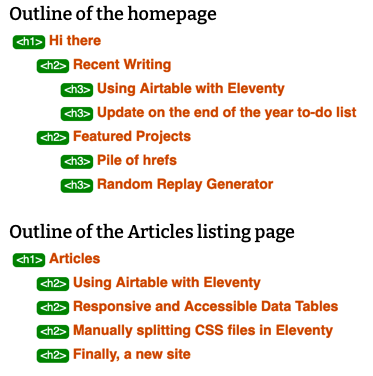 Outline of the homepage
<h1> Hi there
<h2> Recent Writing
<h3> Using Airtable with Eleventy
<h3> Update on the end of the year to-do list
<h2> Featured Projects
<h3> Pile of hrefs
<h3> Random Replay Generator
Outline of the Articles listing page
<h1> Articles
<h2> Using Airtable with Eleventy
<h2> Responsive and Accessible Data Tables
<h2> Manually splitting CSS files in Eleventy
<h2> Finally, a new site